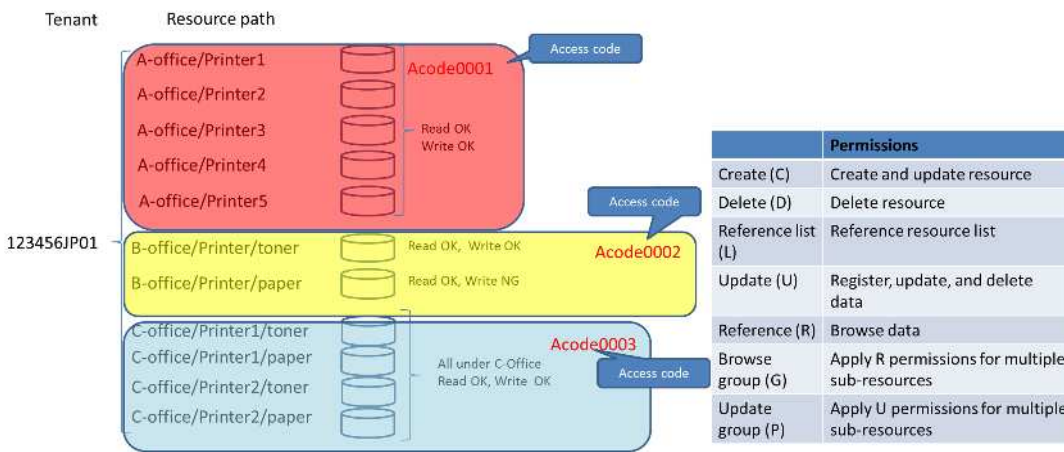 Tenant
Resource path
Access code
A-office/Printer1
Acode0001
A-office/Printer2
A-office/Printer3
Read OK
Write OK
A-office/Printer4
A-office/Printer5
Access code
123456JP01
B-office/Printer/toner
Read OK, Write OK
Acode0002
B-office/Printer/paper
Read OK, Write NG
C-office/Printer1/toner
Acode0003
C-office/Printer1/paper
All under C-Office
Read OK, Write OK
Access code
C-office/Printer2/toner
C-office/Printer2/paper
Permissions
Create (C)
Create and update resource
Delete (D)
Delete resource
Reference list
(L)
Reference resource list
Update (U)
Register, update, and delete
data
Reference (R)
Browse data
Browse
group (G)
Apply R permissions for multiple
sub-resources
Update
group (P)
Apply U permissions for multiple
sub-resources